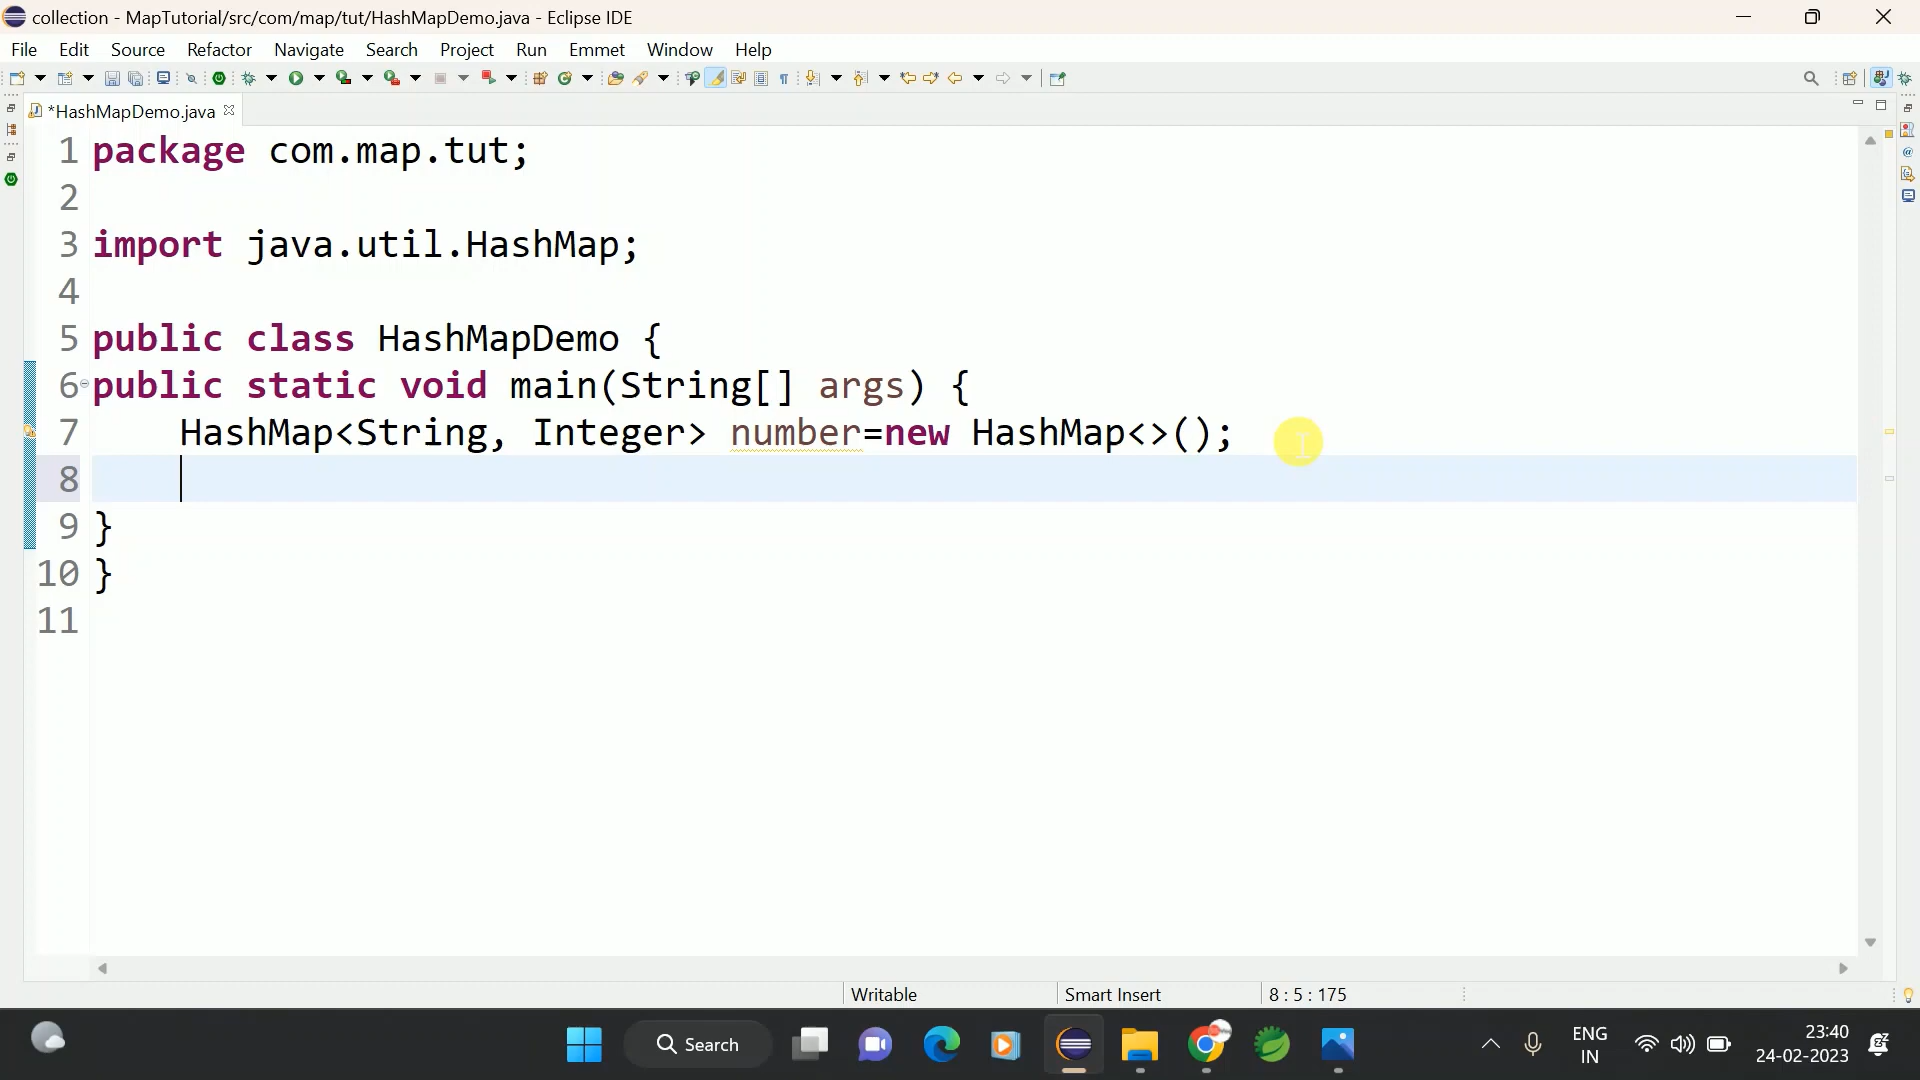 collection - MapTutorial/src/com/map/tut/HashMapDemo.java - Eclipse IDE
File Edit Source Refactor Navigate Search Project Run Emmet Window Help
*HashMapDemo.java
1 package com.map.tut;
2
3 import java.util.HashMap;
4
5 public class HashMapDemo {
6 public static void main(String[] args) {
7 HashMap<String, Integer> number=new HashMap<>();
8
9 }
10 }
11
Writable Smart Insert 8 : 5 : 175
Search ENG 23:40
IN 24-02-2023